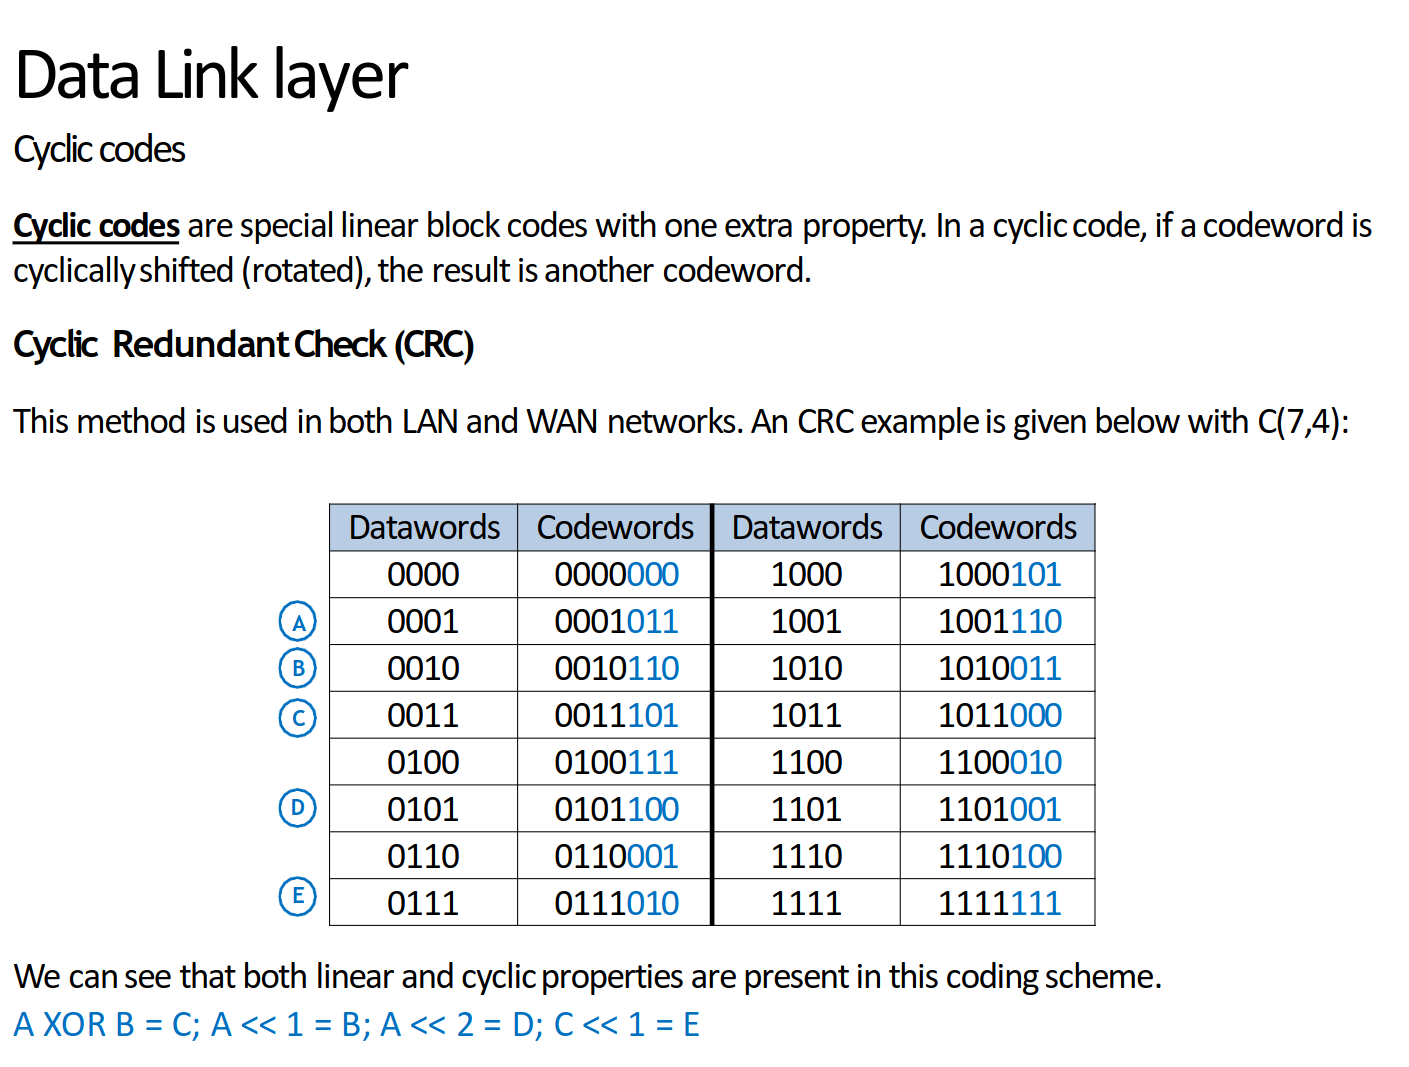 Data Link layer
Cyclic codes
Cyclic codes are special linear block codes with one extra property. In a cyclic code, if a codeword is
cyclically shifted (rotated), the result is another codeword.
Cyclic Redundant Check (CRC)
This method is used in both LAN and WAN networks. An CRC example is given below with C(7,4):
Datawords Codewords Datawords Codewords
0000 0000000 1000 1000101
A 0001 0001011 1001 1001110
B 0010 0010110 1010 1010011
C 0011 0011101 1011 1011000
0100 0100111 1100 1100010
D 0101 0101100 1101 1101001
0110 0110001 1110 1110100
E 0111 0111010 1111 1111111
We can see that both linear and cyclic properties are present in this coding scheme.
A XOR B = C; A << 1 = B; A << 2 = D; C << 1 = E